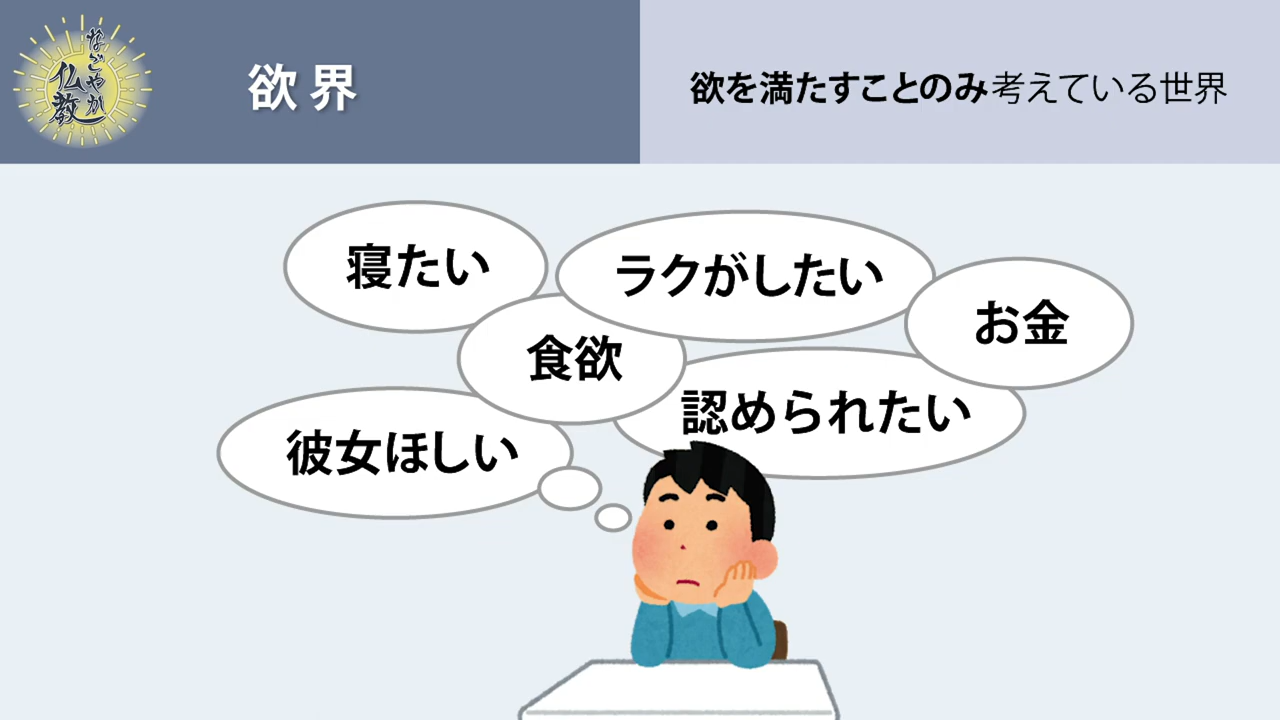 なごやか
仏教
欲界
欲を満たすことのみ考えている世界
寝たい
ラクがしたい
お金
食欲
認められたい
彼女ほしい